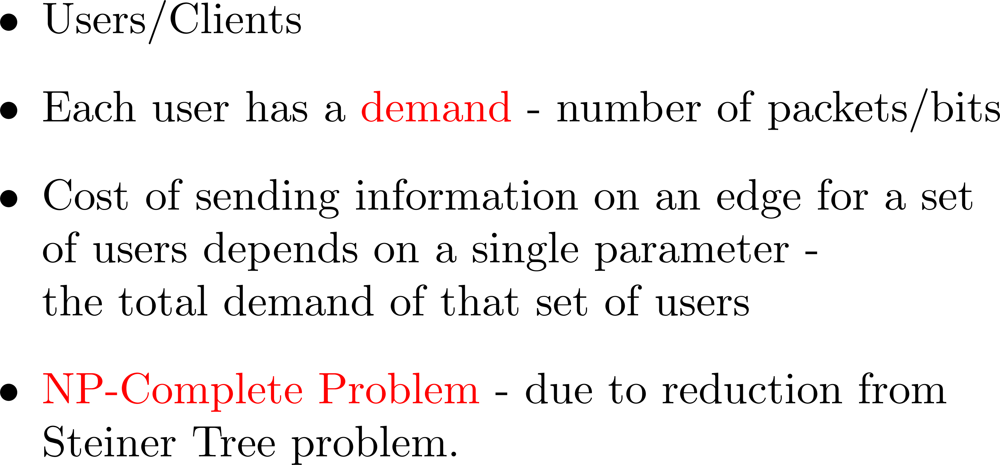 • Users/Clients
• Each user has a demand - number of packets/bits
• Cost of sending information on an edge for a set
of users depends on a single parameter -
the total demand of that set of users
• NP-Complete Problem - due to reduction from
Steiner Tree problem.